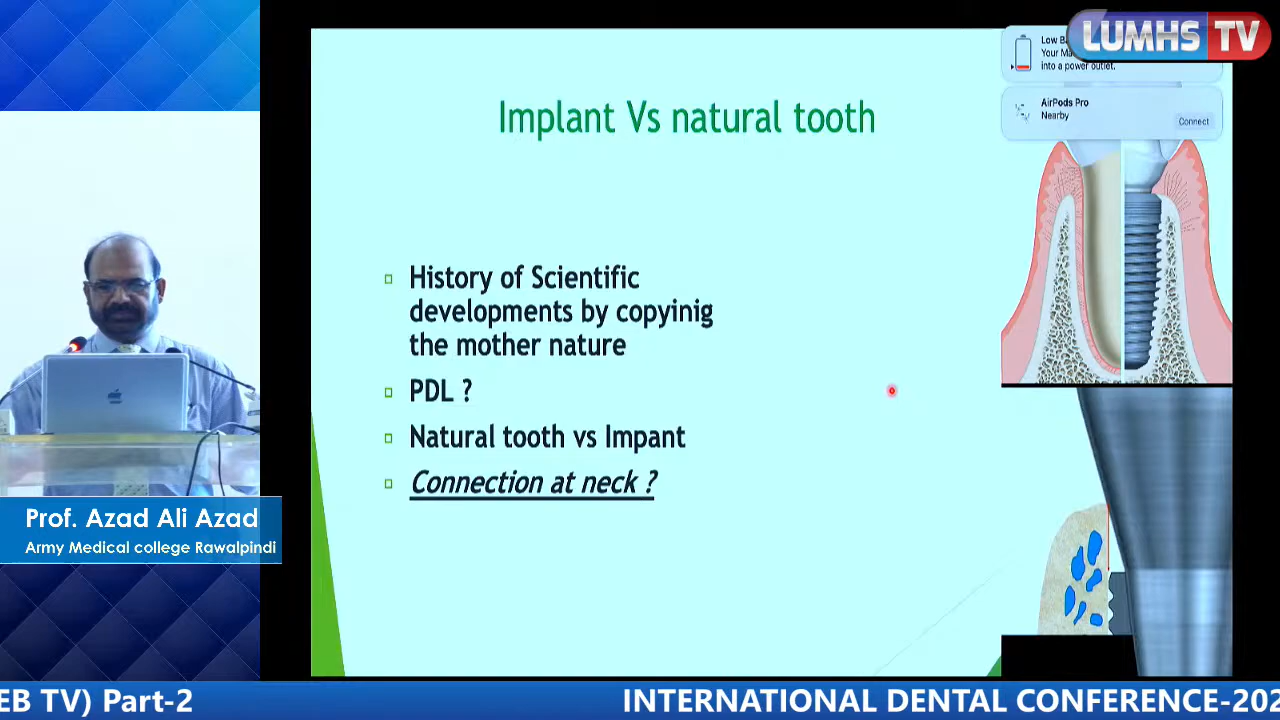 LUMHS TV
Low Ba
Your Ma
into a power outlet.
AirPods Pro
Nearby
Connect
Implant Vs natural tooth
History of Scientific
developments by copyinig
the mother nature
PDL ?
Natural tooth vs Impant
Connection at neck ?
Prof. Azad Ali Azad
Army Medical college Rawalpindi
EB TV) Part-2
INTERNATIONAL DENTAL CONFERENCE-202